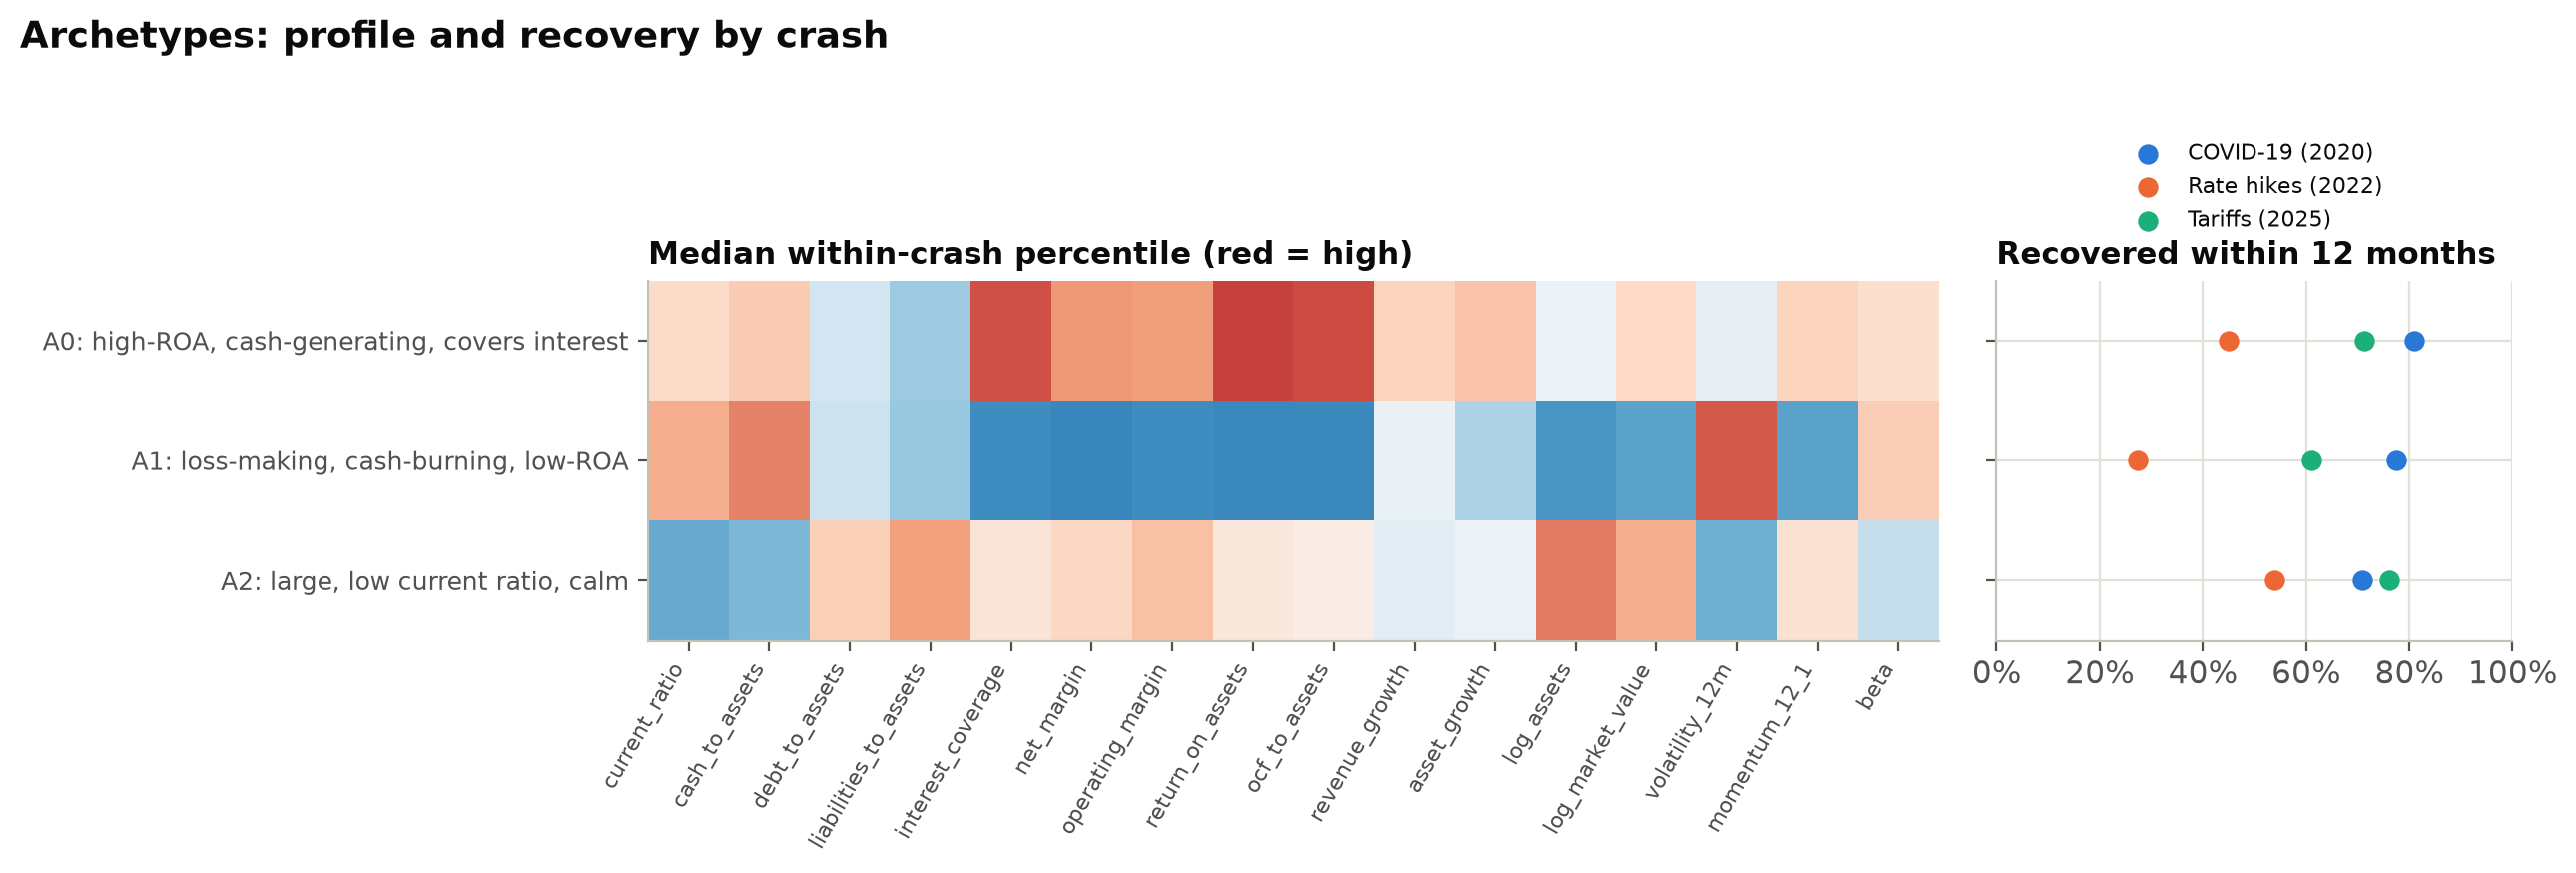 Archetypes: profile and recovery by crash
COVID-19 (2020)
Rate hikes (2022)
Tariffs (2025)
Median within-crash percentile (red = high)
Recovered within 12 months
A0: high-ROA, cash-generating, covers interest
A1: loss-making, cash-burning, low-ROA
A2: large, low current ratio, calm
0% 20% 40% 60% 80% 100%
current_ratio
cash_to_assets
debt_to_assets
liabilities_to_assets
interest_coverage
net_margin
operating_margin
return_on_assets
ocf_to_assets
revenue_growth
asset_growth
log_assets
log_market_value
volatility_12m
momentum_12_1
beta